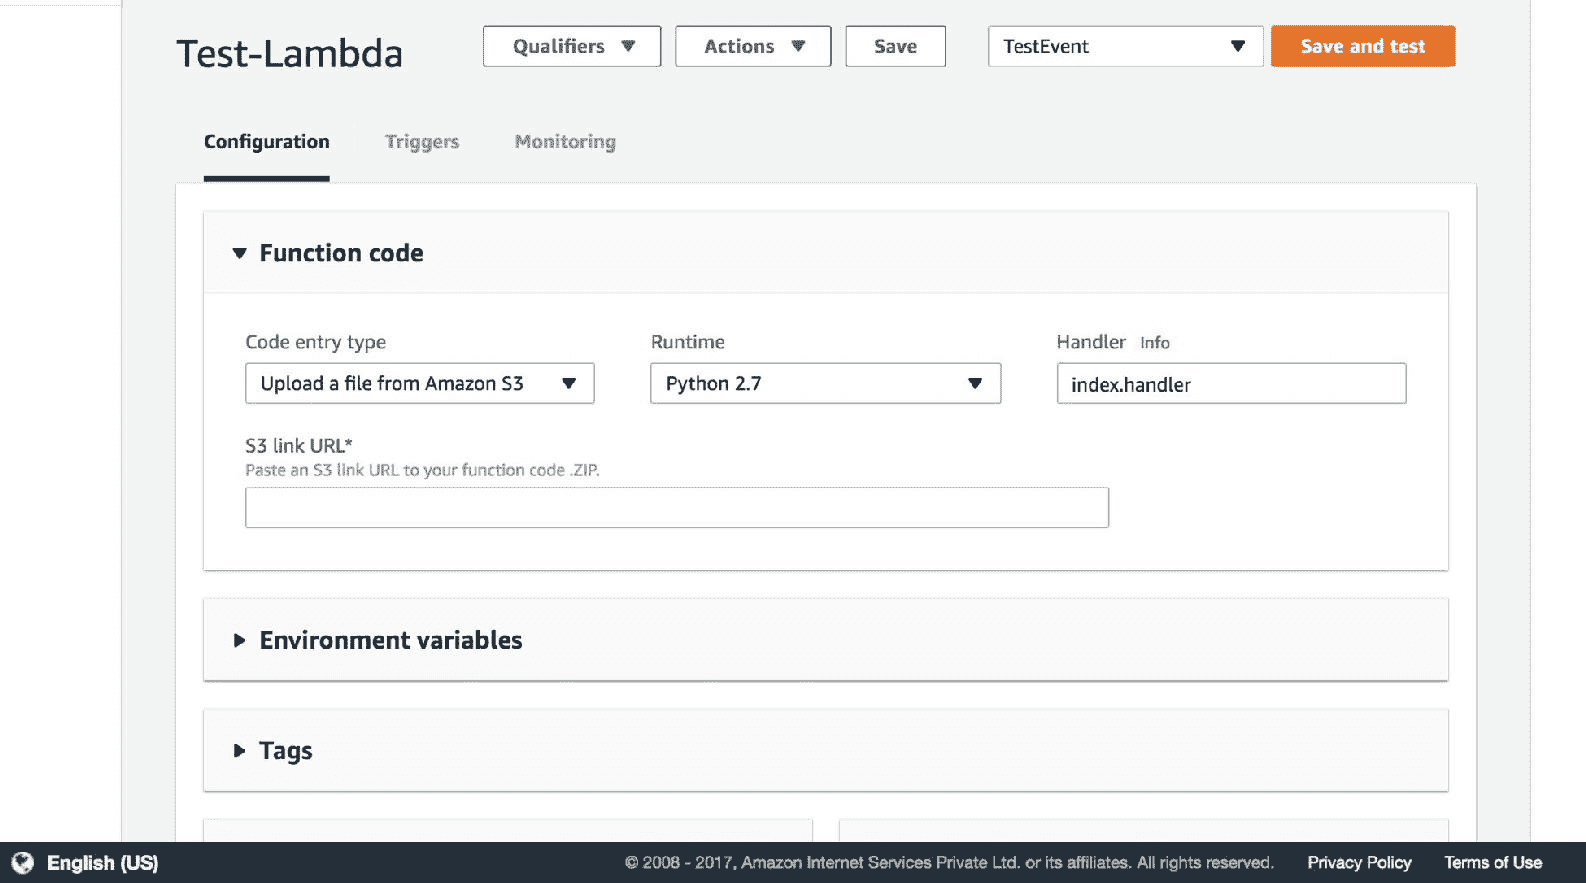 Test-Lambda
Qualifiers
Actions
Save
TestEvent
Save and test
Configuration
Triggers
Monitoring
Function code
Code entry type
Runtime
Handler Info
Upload a file from Amazon S3
Python 2.7
index.handler
S3 link URL*
Paste an S3 link URL to your function code .ZIP.
Environment variables
Tags
English (US)
© 2008 - 2017, Amazon Internet Services Private Ltd. or its affiliates. All rights reserved.
Privacy Policy
Terms of Use